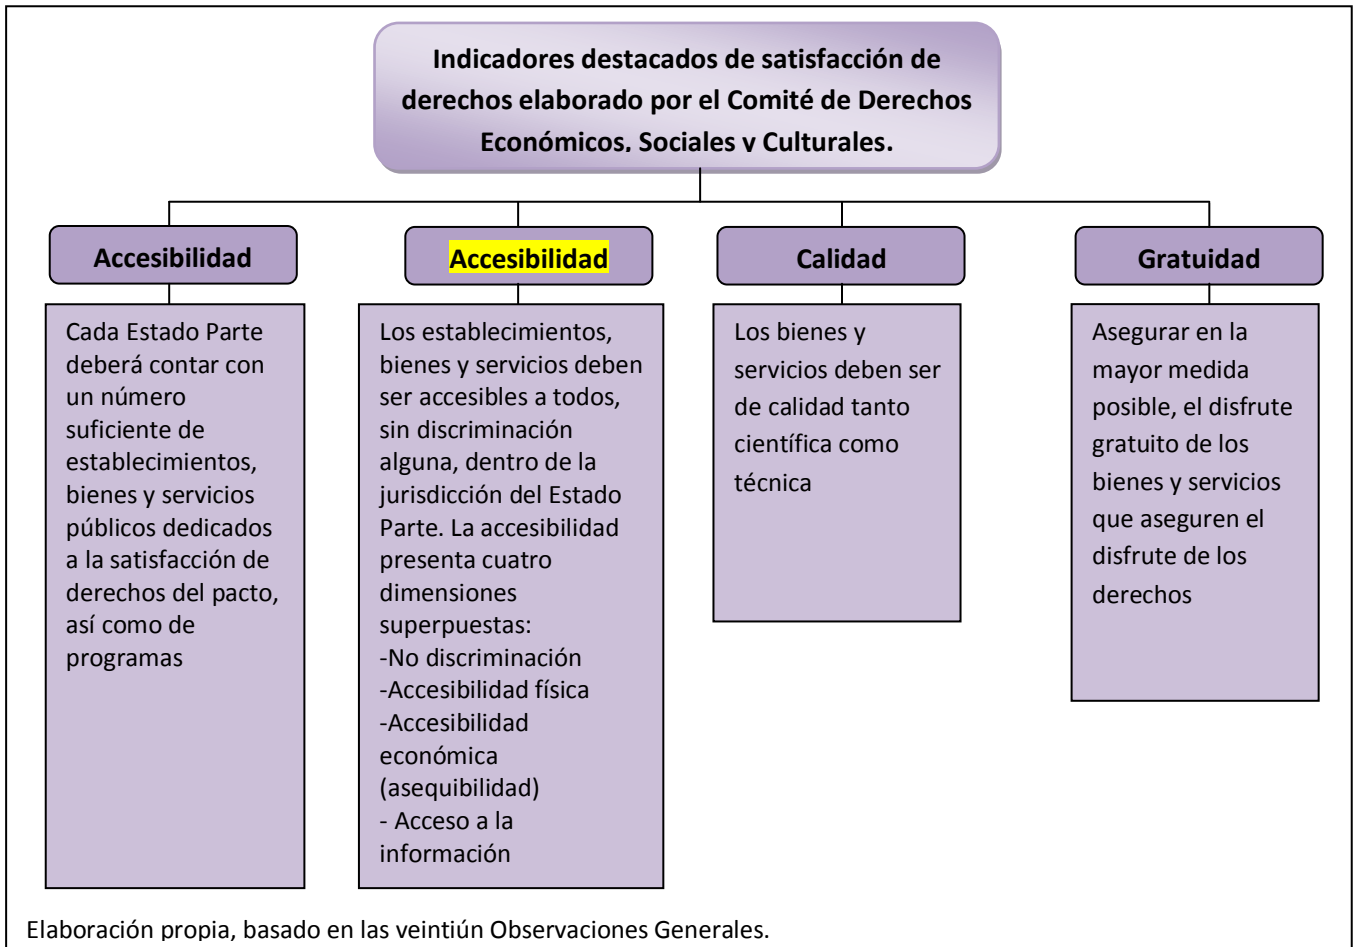 Indicadores destacados de satisfacción de
derechos elaborado por el Comité de Derechos
Económicos, Sociales y Culturales.
Accesibilidad
Cada Estado Parte
deberá contar con
un número
suficiente de
establecimientos,
bienes y servicios
públicos dedicados
a la satisfacción de
derechos del pacto,
así como de
programas
Accesibilidad
Los establecimientos,
bienes y servicios deben
ser accesibles a todos,
sin discriminación
alguna, dentro de la
jurisdicción del Estado
Parte. La accesibilidad
presenta cuatro
dimensiones
superpuestas:
-No discriminación
-Accesibilidad física
-Accesibilidad
económica
(asequibilidad)
- Acceso a la
información
Calidad
Los bienes y
servicios deben ser
de calidad tanto
científica como
técnica
Gratuidad
Asegurar en la
mayor medida
posible, el disfrute
gratuito de los
bienes y servicios
que aseguren el
disfrute de los
derechos
Elaboración propia, basado en las veintiún Observaciones Generales.